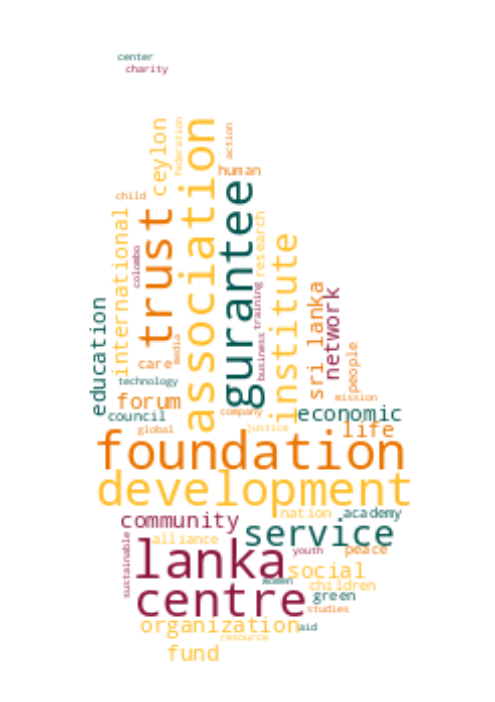 center
charity
ceylon
federation
association
action
human
child
gurantee
trust
international
research
institute
colombo
sri lanka
training
network
education
business
media
people
care
technology
forum
mission
council
company
economic
global
justice
life
foundation
development
nation
academy
community
service
alliance
sustainable
lanka
youth
peace
social
women
children
centre
green
studies
organization
aid
resource
fund